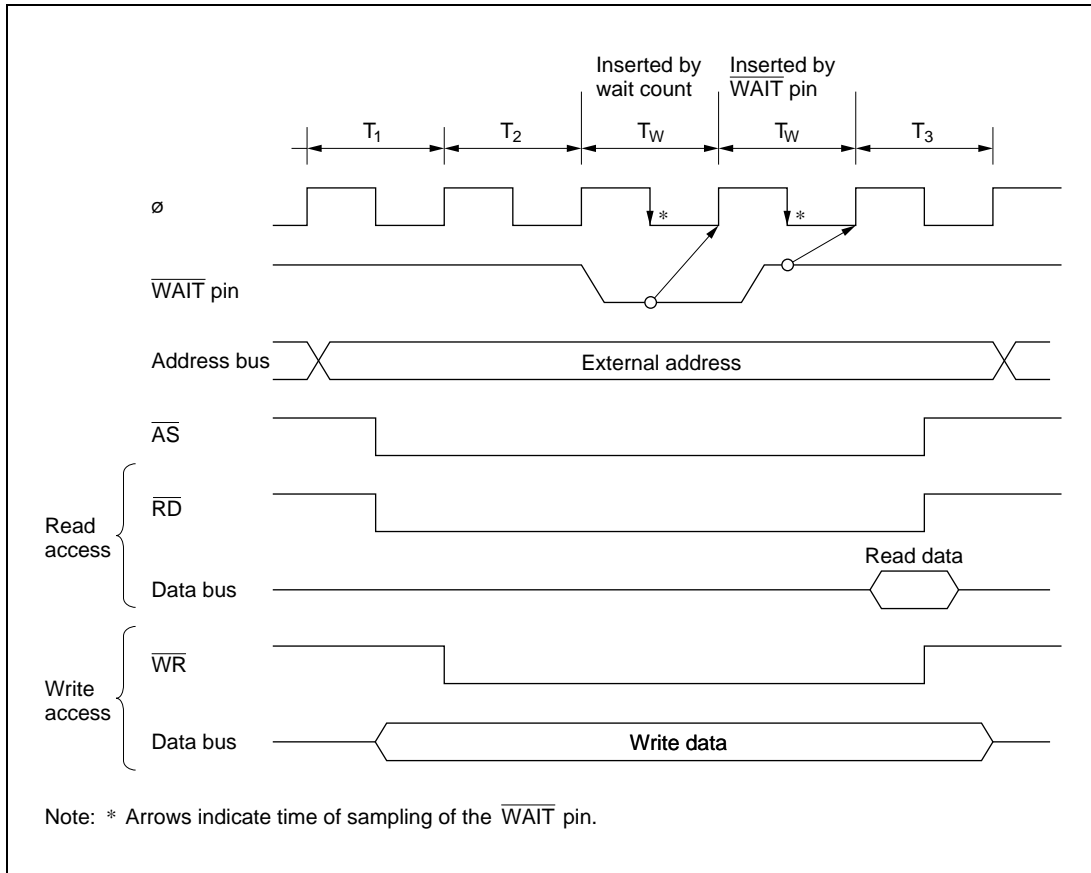 Inserted by
wait count
Inserted by
WAIT pin
T1
T2
TW
TW
T3
ø
*
*
WAIT pin
Address bus
External address
AS
Read
access
RD
Read data
Data bus
Write
access
WR
Data bus
Write data
Note: * Arrows indicate time of sampling of the WAIT pin.